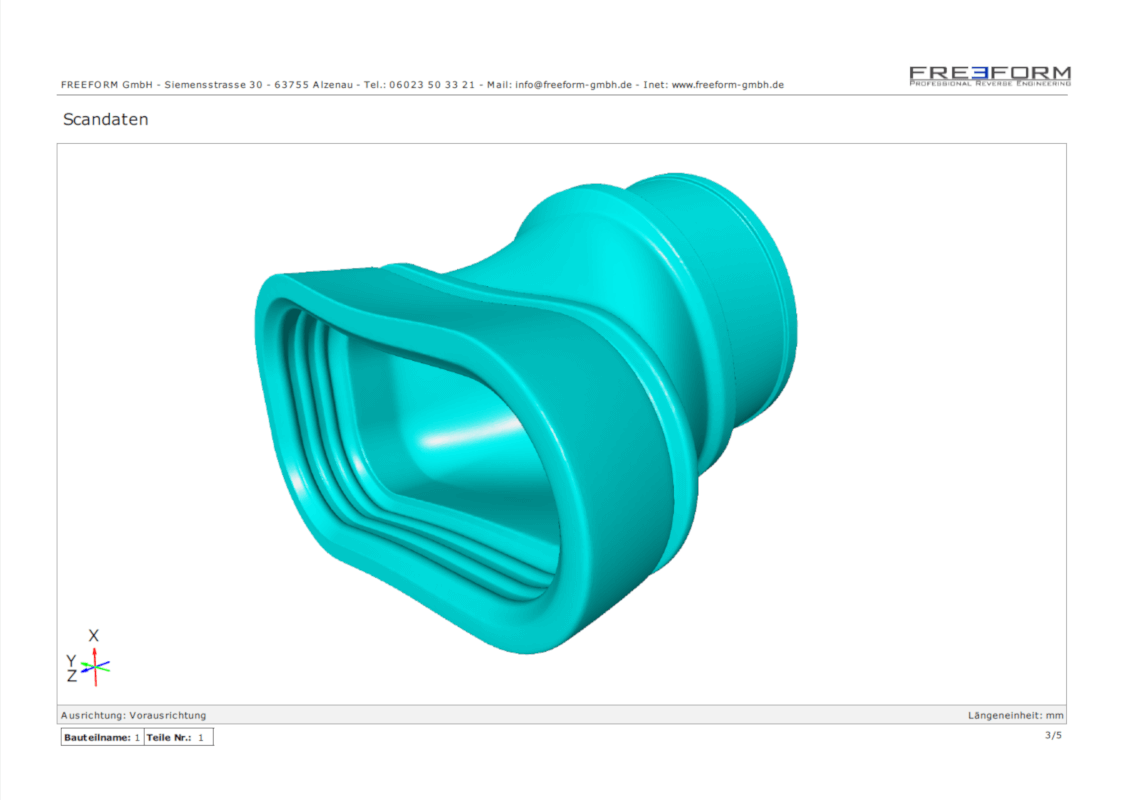 FREEFORM GmbH - Siemensstrasse 30 - 63755 Alzenau - Tel.: 06023 50 33 21 - Mail: info@freeform-gmbh.de - Inet: www.freeform-gmbh.de
FREEFORM
PROFESSIONAL REVERSE ENGINEERING
Scandaten
X
Y
Z
Ausrichtung: Vorausrichtung
Längeneinheit: mm
Bauteilname: 1 Teile Nr.: 1
3/5